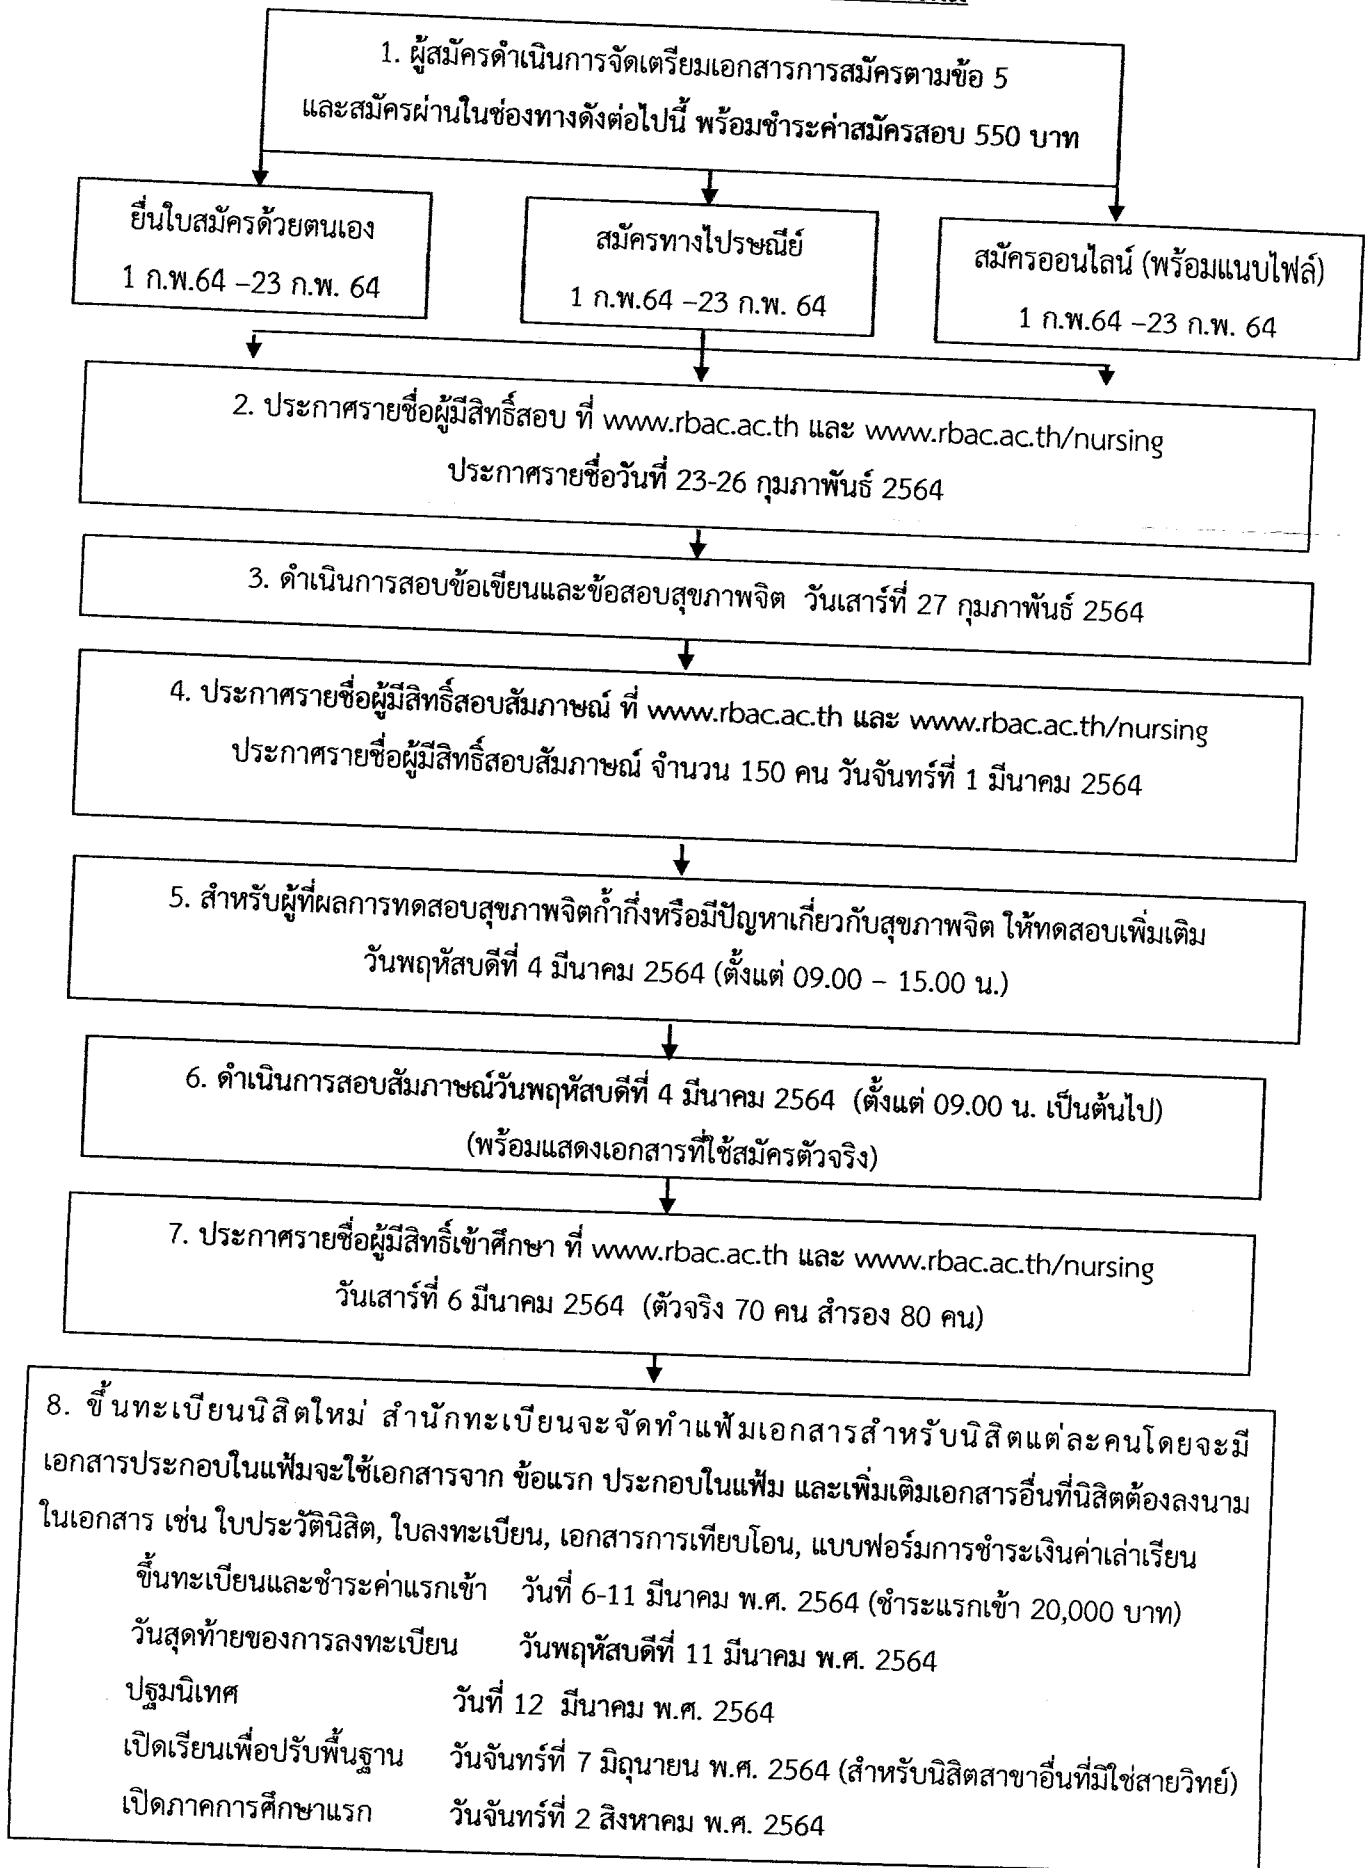 1. ผู้สมัครดำเนินการจัดเตรียมเอกสารการสมัครตามข้อ 5
และสมัครผ่านในช่องทางดังต่อไปนี้ พร้อมชำระค่าสมัครสอบ 550 บาท
ยื่นใบสมัครด้วยตนเอง
1 ก.พ.64 –23 ก.พ. 64
สมัครทางไปรษณีย์
1 ก.พ.64 –23 ก.พ. 64
สมัครออนไลน์ (พร้อมแนบไฟล์)
1 ก.พ.64 –23 ก.พ. 64
2. ประกาศรายชื่อผู้มีสิทธิ์สอบ ที่ www.rbac.ac.th และ www.rbac.ac.th/nursing
ประกาศรายชื่อวันที่ 23-26 กุมภาพันธ์ 2564
3. ดำเนินการสอบข้อเขียนและข้อสอบสุขภาพจิต วันเสาร์ที่ 27 กุมภาพันธ์ 2564
4. ประกาศรายชื่อผู้มีสิทธิ์สอบสัมภาษณ์ ที่ www.rbac.ac.th และ www.rbac.ac.th/nursing
ประกาศรายชื่อผู้มีสิทธิ์สอบสัมภาษณ์ จำนวน 150 คน วันจันทร์ที่ 1 มีนาคม 2564
5. สำหรับผู้ที่ผลการทดสอบสุขภาพจิตก้ำกึ่งหรือมีปัญหาเกี่ยวกับสุขภาพจิต ให้ทดสอบเพิ่มเติม
วันพฤหัสบดีที่ 4 มีนาคม 2564 (ตั้งแต่ 09.00 – 15.00 น.)
6. ดำเนินการสอบสัมภาษณ์วันพฤหัสบดีที่ 4 มีนาคม 2564 (ตั้งแต่ 09.00 น. เป็นต้นไป)
(พร้อมแสดงเอกสารที่ใช้สมัครตัวจริง)
7. ประกาศรายชื่อผู้มีสิทธิ์เข้าศึกษา ที่ www.rbac.ac.th และ www.rbac.ac.th/nursing
วันเสาร์ที่ 6 มีนาคม 2564 (ตัวจริง 70 คน สำรอง 80 คน)
8. ขึ้นทะเบียนนิสิตใหม่ สำนักทะเบียนจะจัดทำแฟ้มเอกสารสำหรับนิสิตแต่ละคนโดยจะมี
เอกสารประกอบในแฟ้มจะใช้เอกสารจาก ข้อแรก ประกอบในแฟ้ม และเพิ่มเติมเอกสารอื่นที่นิสิตต้องลงนาม
ในเอกสาร เช่น ใบประวัตินิสิต, ใบลงทะเบียน, เอกสารการเทียบโอน, แบบฟอร์มการชำระเงินค่าเล่าเรียน
ขึ้นทะเบียนและชำระค่าแรกเข้า วันที่ 6-11 มีนาคม พ.ศ. 2564 (ชำระแรกเข้า 20,000 บาท)
วันสุดท้ายของการลงทะเบียน วันพฤหัสบดีที่ 11 มีนาคม พ.ศ. 2564
ปฐมนิเทศ วันที่ 12 มีนาคม พ.ศ. 2564
เปิดเรียนเพื่อปรับพื้นฐาน วันจันทร์ที่ 7 มิถุนายน พ.ศ. 2564 (สำหรับนิสิตสาขาอื่นที่มิใช่สายวิทย์)
เปิดภาคการศึกษาแรก วันจันทร์ที่ 2 สิงหาคม พ.ศ. 2564